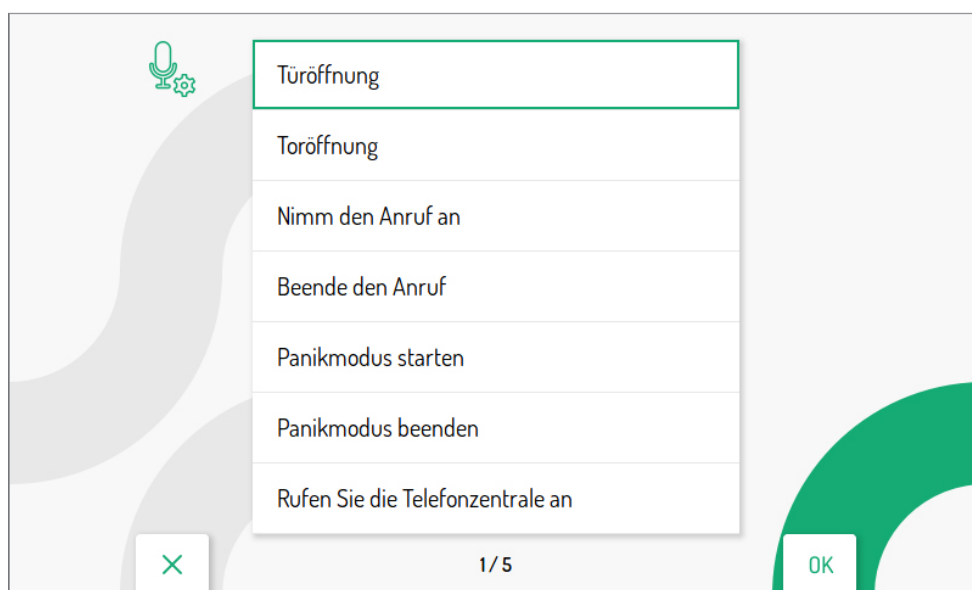 Türöffnung
Toröffnung
Nimm den Anruf an
Beende den Anruf
Panikmodus starten
Panikmodus beenden
Rufen Sie die Telefonzentrale an
1/5
OK